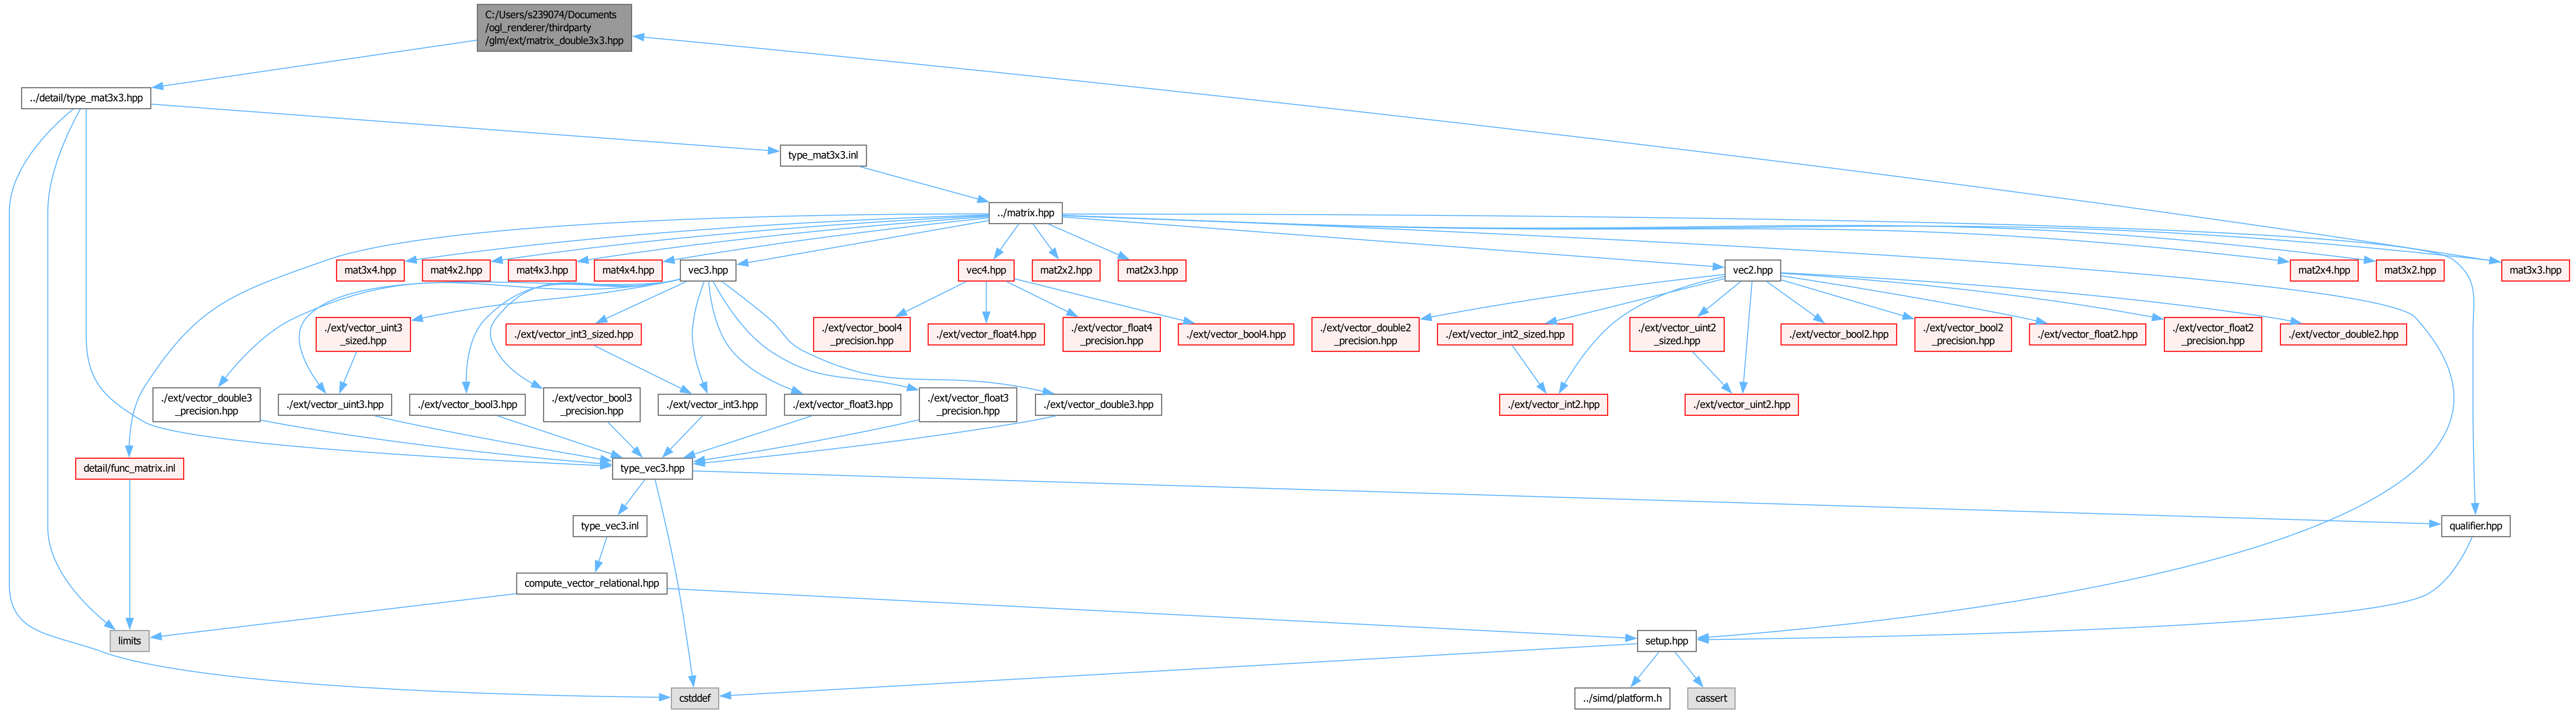 C:/Users/s239074/Documents
/ogl_renderer/thirdparty
/glm/ext/matrix_double3x3.hpp
../detail/type_mat3x3.hpp
type_mat3x3.inl
../matrix.hpp
mat3x4.hpp
mat4x2.hpp
mat4x3.hpp
mat4x4.hpp
vec3.hpp
vec4.hpp
mat2x2.hpp
mat2x3.hpp
vec2.hpp
mat2x4.hpp
mat3x2.hpp
mat3x3.hpp
./ext/vector_uint3
_sized.hpp
./ext/vector_int3_sized.hpp
./ext/vector_bool4
_precision.hpp
./ext/vector_float4.hpp
./ext/vector_float4
_precision.hpp
./ext/vector_bool4.hpp
./ext/vector_double2
_precision.hpp
./ext/vector_int2_sized.hpp
./ext/vector_uint2
_sized.hpp
./ext/vector_bool2.hpp
./ext/vector_bool2
_precision.hpp
./ext/vector_float2.hpp
./ext/vector_float2
_precision.hpp
./ext/vector_double2.hpp
./ext/vector_double3
_precision.hpp
./ext/vector_uint3.hpp
./ext/vector_bool3.hpp
./ext/vector_bool3
_precision.hpp
./ext/vector_int3.hpp
./ext/vector_float3.hpp
./ext/vector_float3
_precision.hpp
./ext/vector_double3.hpp
./ext/vector_int2.hpp
./ext/vector_uint2.hpp
detail/func_matrix.inl
type_vec3.hpp
type_vec3.inl
qualifier.hpp
compute_vector_relational.hpp
limits
setup.hpp
cstddef
../simd/platform.h
cassert